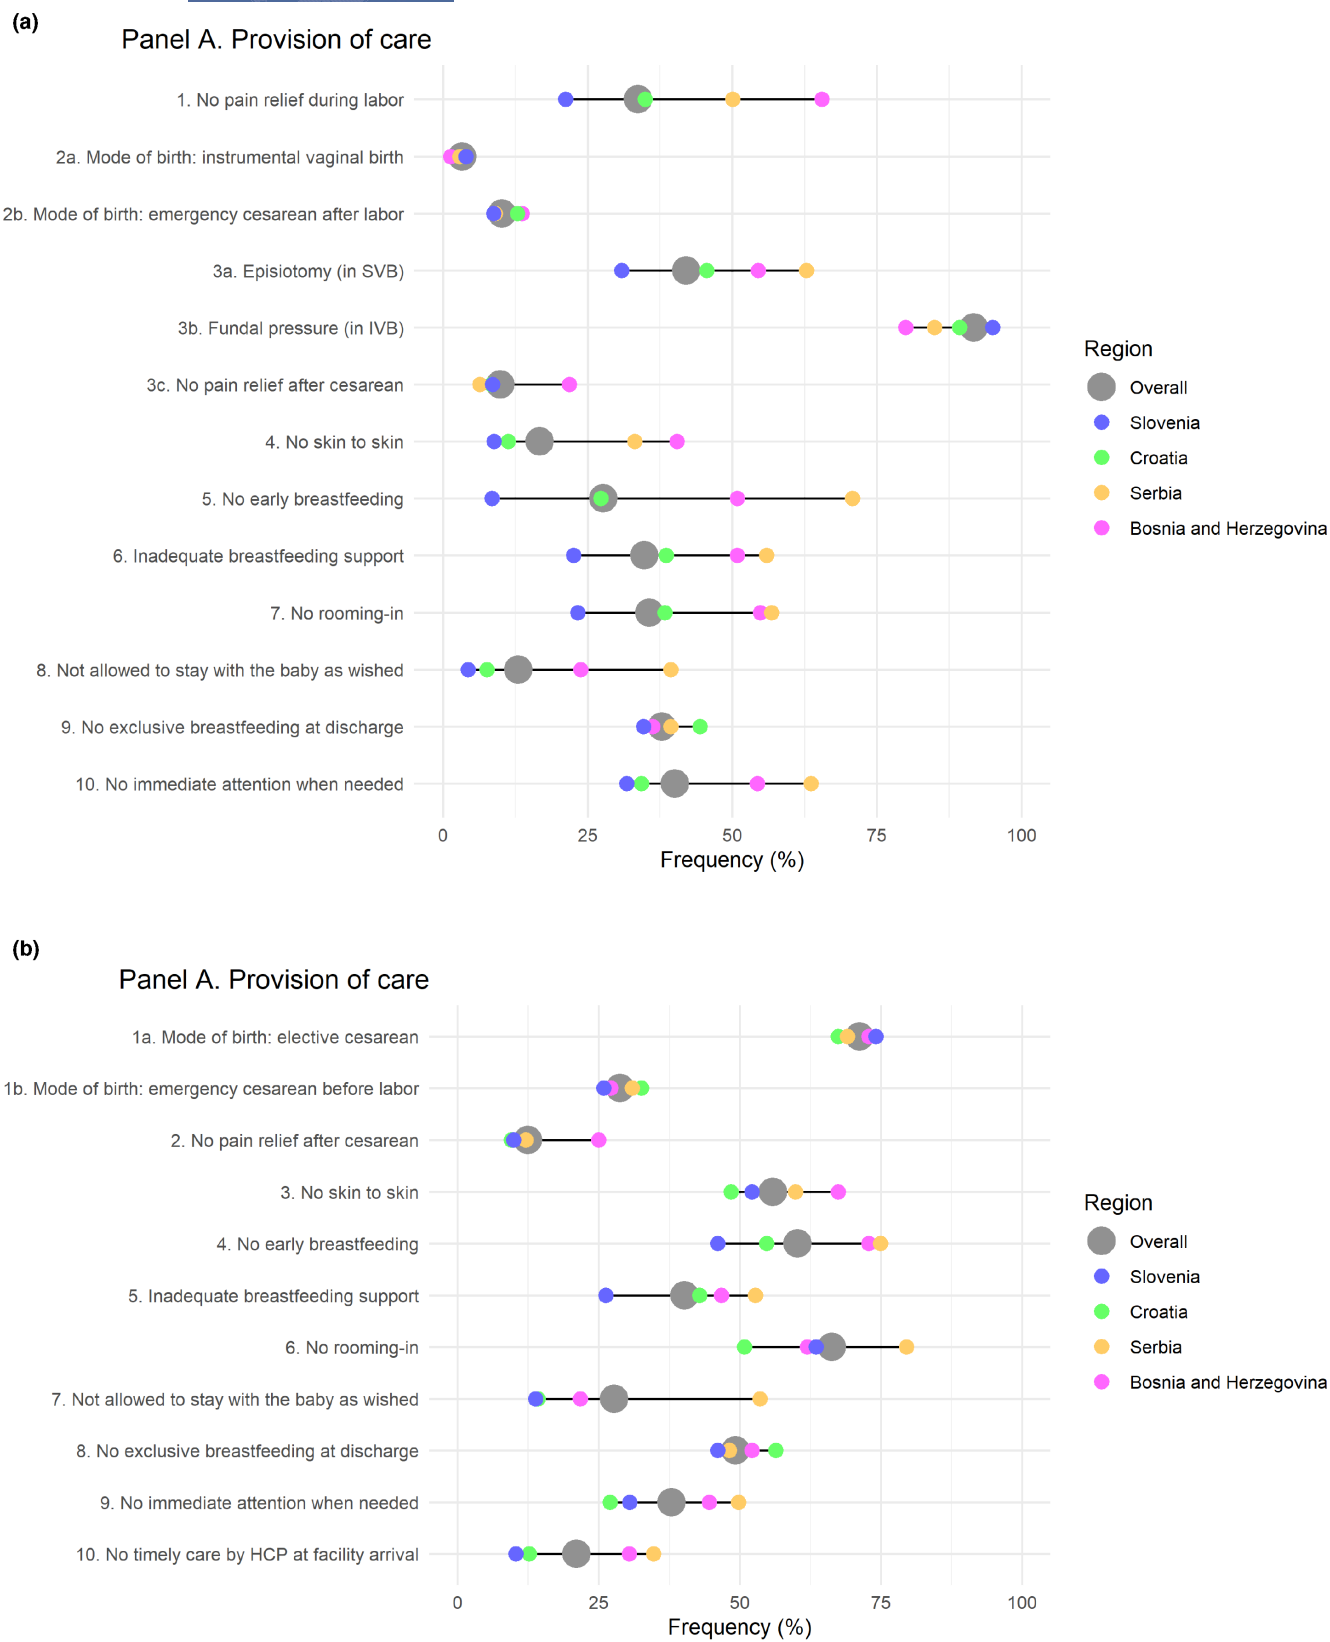 (a)
Panel A. Provision of care
1. No pain relief during labor
2a. Mode of birth: instrumental vaginal birth
2b. Mode of birth: emergency cesarean after labor
3a. Episiotomy (in SVB)
3b. Fundal pressure (in IVB)
3c. No pain relief after cesarean
4. No skin to skin
5. No early breastfeeding
6. Inadequate breastfeeding support
7. No rooming-in
8. Not allowed to stay with the baby as wished
9. No exclusive breastfeeding at discharge
10. No immediate attention when needed
0 25 50 75 100
Frequency (%)
Region
Overall
Slovenia
Croatia
Serbia
Bosnia and Herzegovina
(b)
Panel A. Provision of care
1a. Mode of birth: elective cesarean
1b. Mode of birth: emergency cesarean before labor
2. No pain relief after cesarean
3. No skin to skin
4. No early breastfeeding
5. Inadequate breastfeeding support
6. No rooming-in
7. Not allowed to stay with the baby as wished
8. No exclusive breastfeeding at discharge
9. No immediate attention when needed
10. No timely care by HCP at facility arrival
0 25 50 75 100
Frequency (%)
Region
Overall
Slovenia
Croatia
Serbia
Bosnia and Herzegovina